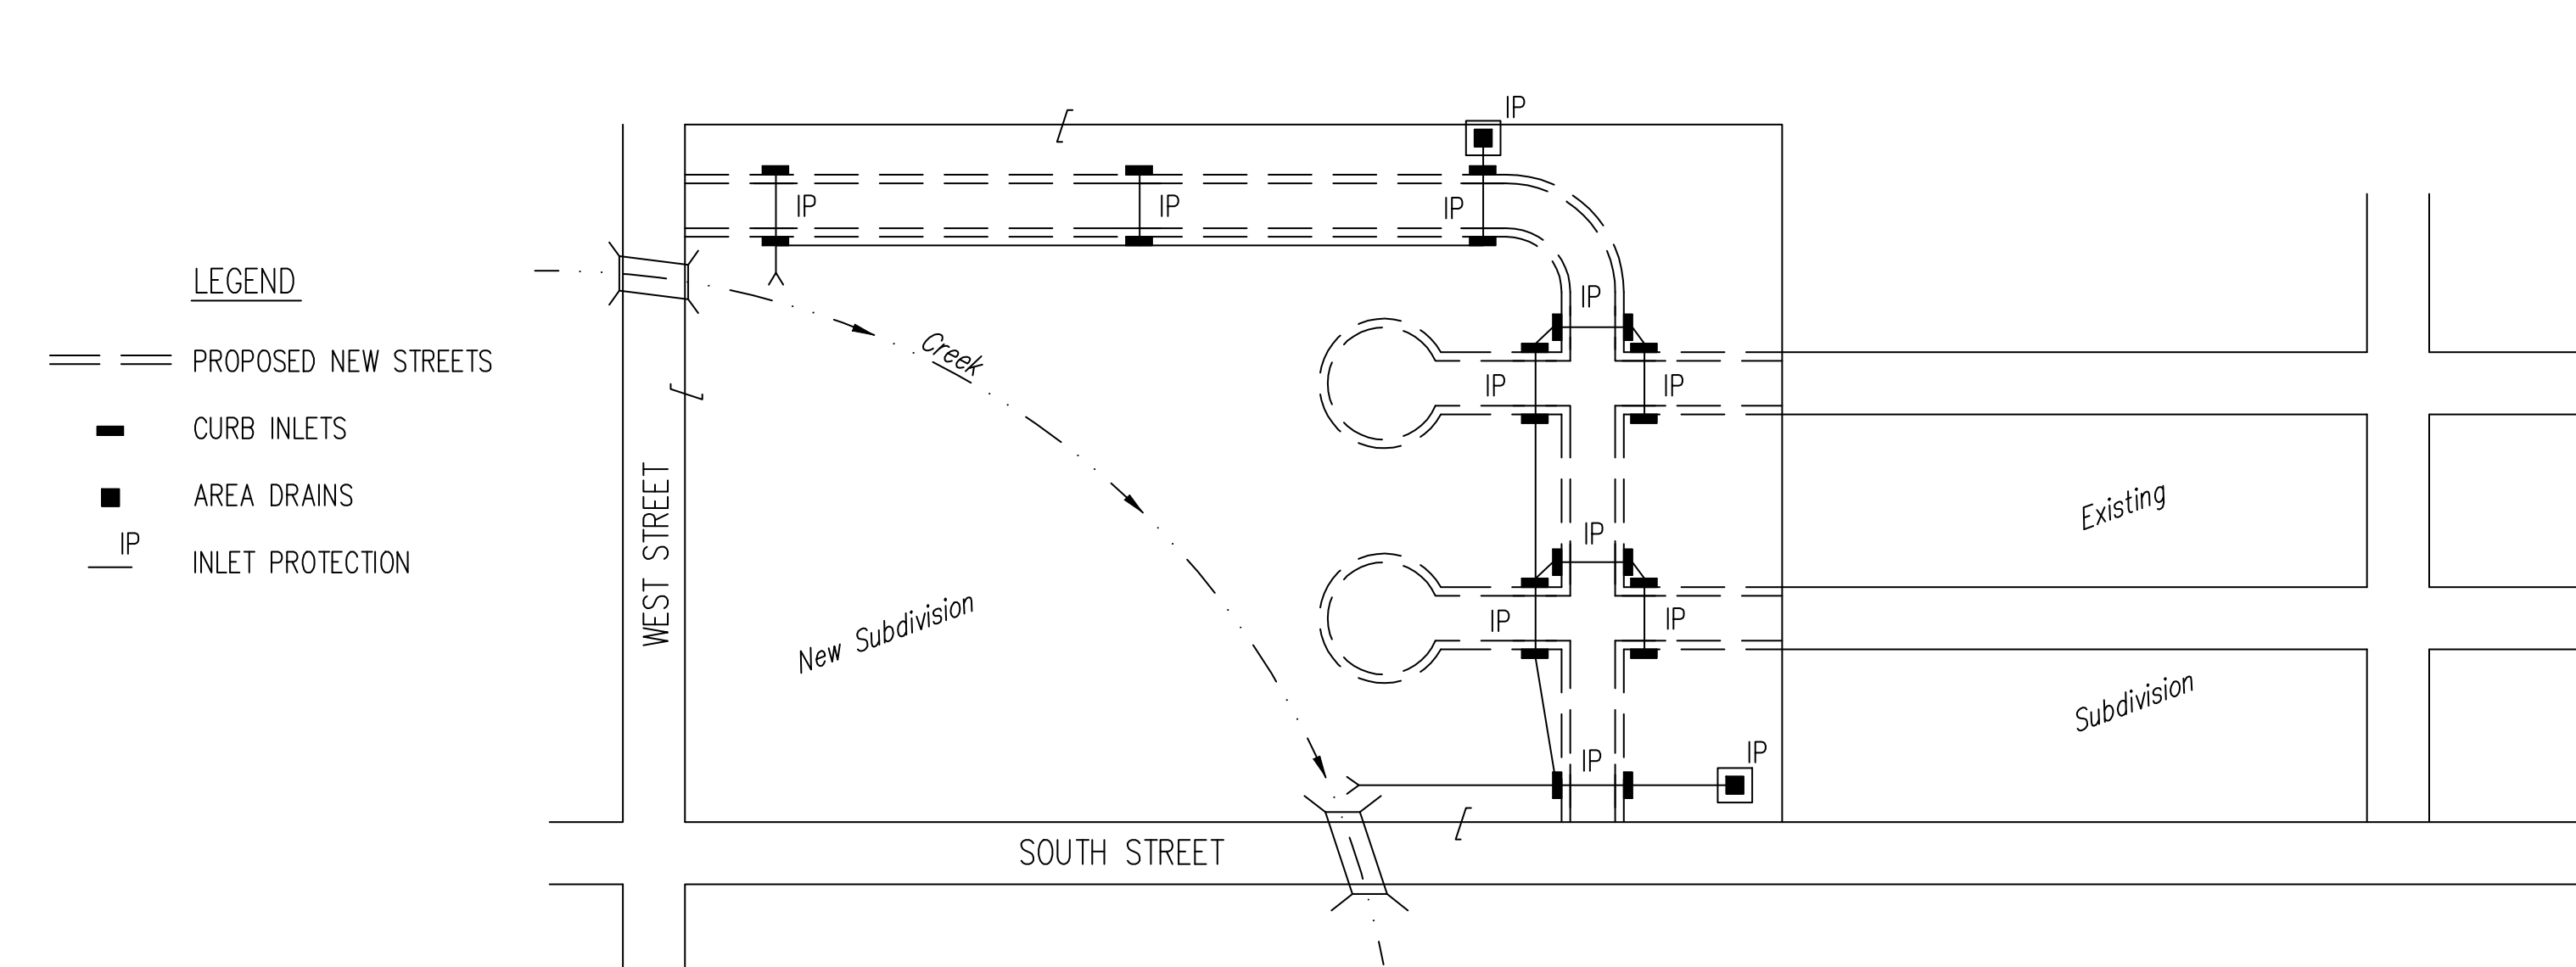 IP
IP
IP
IP
LEGEND
IP
PROPOSED NEW STREETS
Creek
IP
IP
CURB INLETS
AREA DRAINS
Existing
IP
IP
INLET PROTECTION
WEST STREET
New Subdivision
IP
IP
Subdivision
IP
IP
SOUTH STREET